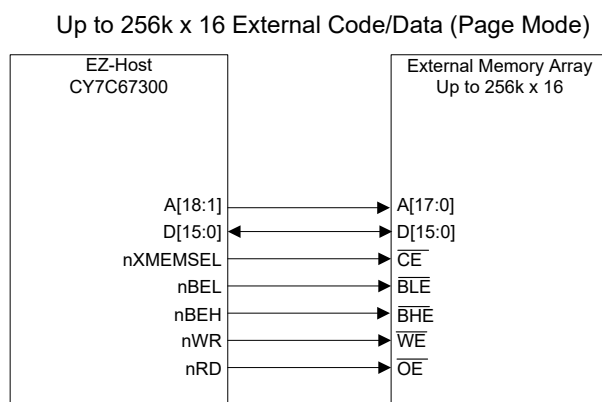 Up to 256k x 16 External Code/Data (Page Mode)
EZ-Host
CY7C67300
External Memory Array
Up to 256k x 16
A[18:1]
A[17:0]
D[15:0]
D[15:0]
nXMEMSEL
CE
nBEL
BLE
nBEH
BHE
nWR
WE
nRD
OE